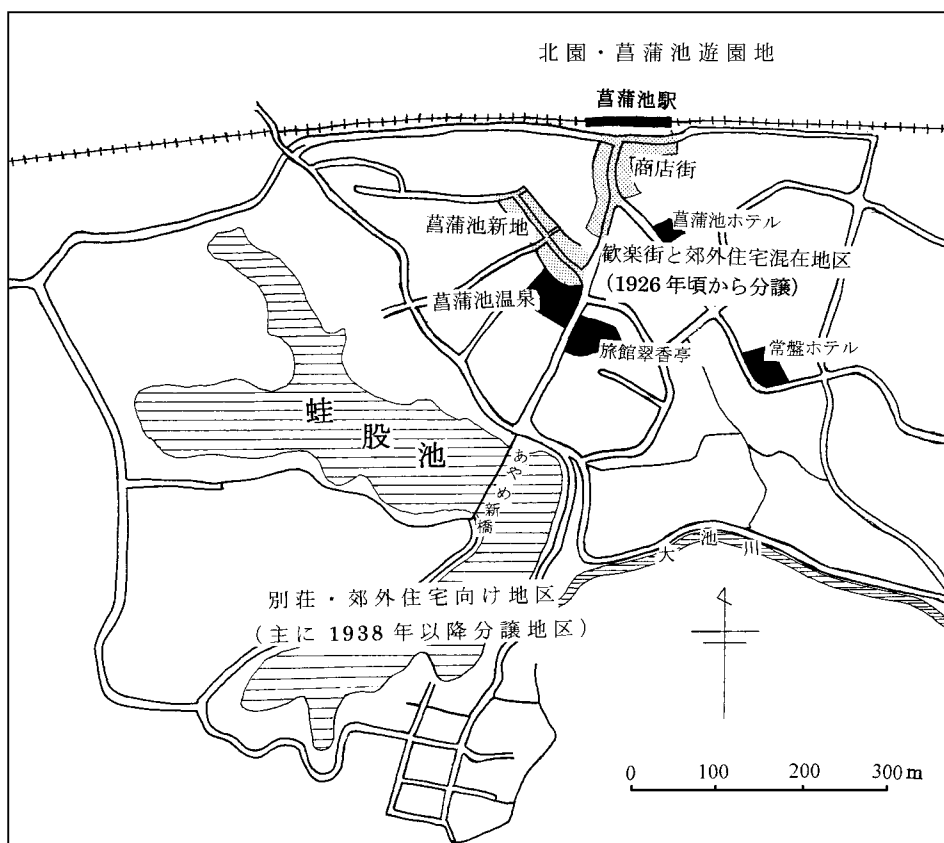 北園・菖蒲池遊園地
菖蒲池駅
商店街
菖蒲池ホテル
菖蒲池新地
歓楽街と郊外住宅混在地区
(1926年頃から分譲)
菖蒲池温泉
旅館翠香亭
常盤ホテル
蛙股池
あやめ新橋
大池川
別荘・郊外住宅向け地区
(主に1938年以降分譲地区)
0 100 200 300 m